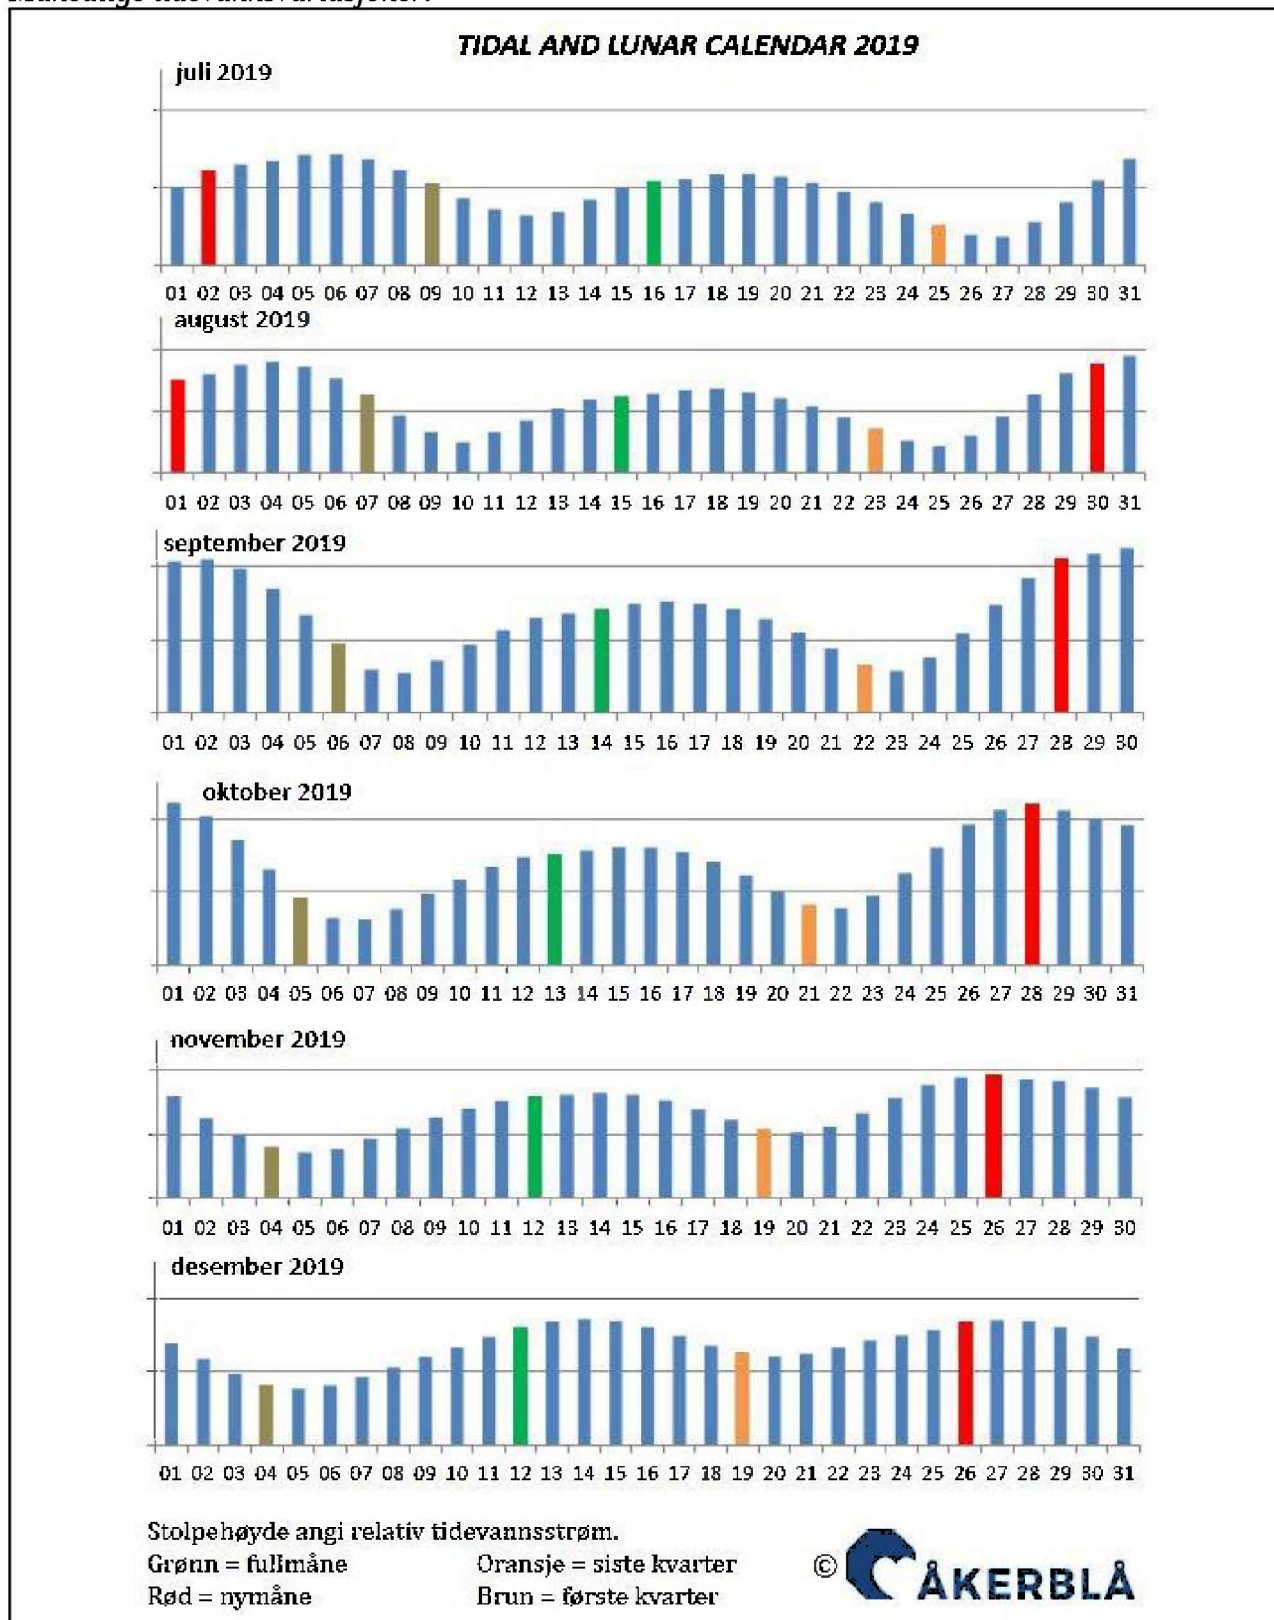 TIDAL AND LUNAR CALENDAR 2019
juli 2019
01 02 03 04 05 06 07 08 09 10 11 12 13 14 15 16 17 18 19 20 21 22 23 24 25 26 27 28 29 30 31
august 2019
01 02 03 04 05 06 07 08 09 10 11 12 13 14 15 16 17 18 19 20 21 22 23 24 25 26 27 28 29 30 31
september 2019
01 02 03 04 05 06 07 08 09 10 11 12 13 14 15 16 17 18 19 20 21 22 23 24 25 26 27 28 29 30
oktober 2019
01 02 03 04 05 06 07 08 09 10 11 12 13 14 15 16 17 18 19 20 21 22 23 24 25 26 27 28 29 30 31
november 2019
01 02 03 04 05 06 07 08 09 10 11 12 13 14 15 16 17 18 19 20 21 22 23 24 25 26 27 28 29 30
desember 2019
01 02 03 04 05 06 07 08 09 10 11 12 13 14 15 16 17 18 19 20 21 22 23 24 25 26 27 28 29 30 31
Stolpehøyde angi relativ tidevannsstrøm.
Grønn = fullmåne Oransje = siste kvarter
Rød = nymåne Brun = første kvarter
© ÅKERBLÅ